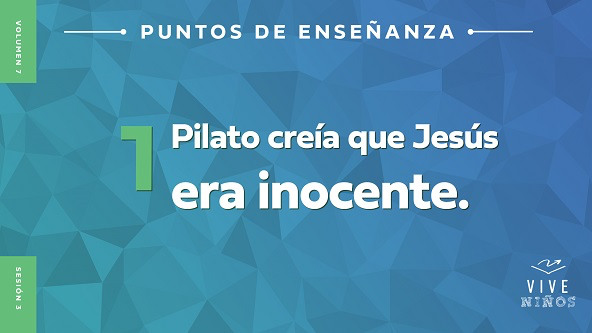 VOLUMEN 7
PUNTOS DE ENSEÑANZA
1
Pilato creía que Jesús
era inocente.
SESIÓN 3
VIVE
NIÑOS